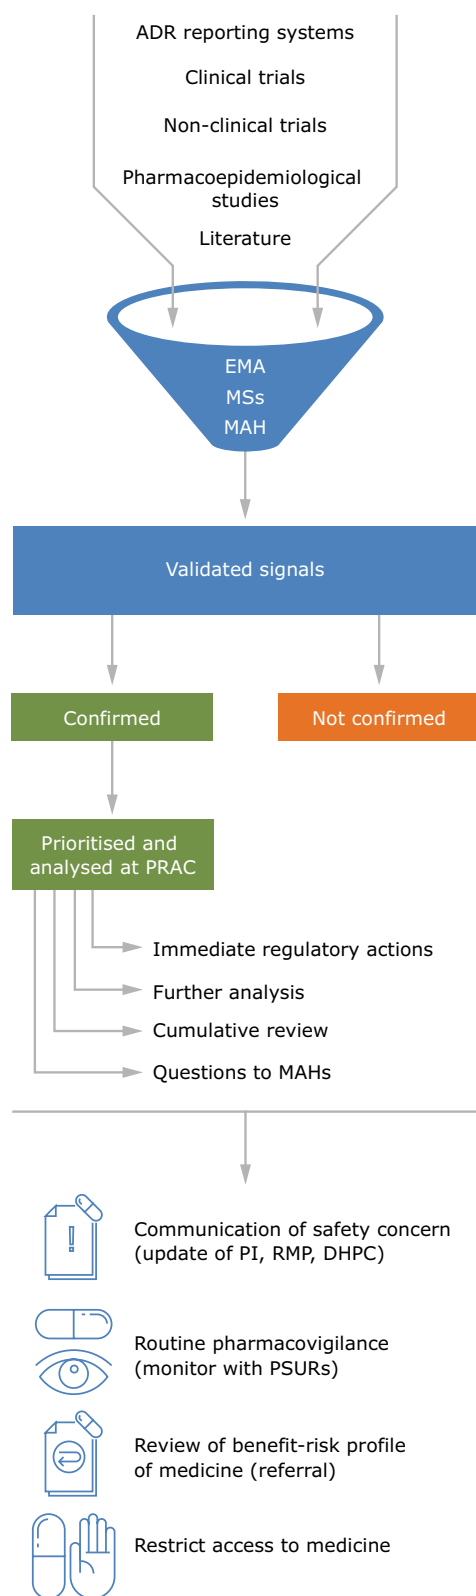 ADR reporting systems
Clinical trials
Non-clinical trials
Pharmacoepidemiological
studies
Literature
EMA
MSs
MAH
Validated signals
Confirmed
Not confirmed
Prioritised and
analysed at PRAC
Immediate regulatory actions
Further analysis
Cumulative review
Questions to MAHs
!
Communication of safety concern
(update of PI, RMP, DHPC)
Routine pharmacovigilance
(monitor with PSURs)
Review of benefit-risk profile
of medicine (referral)
Restrict access to medicine